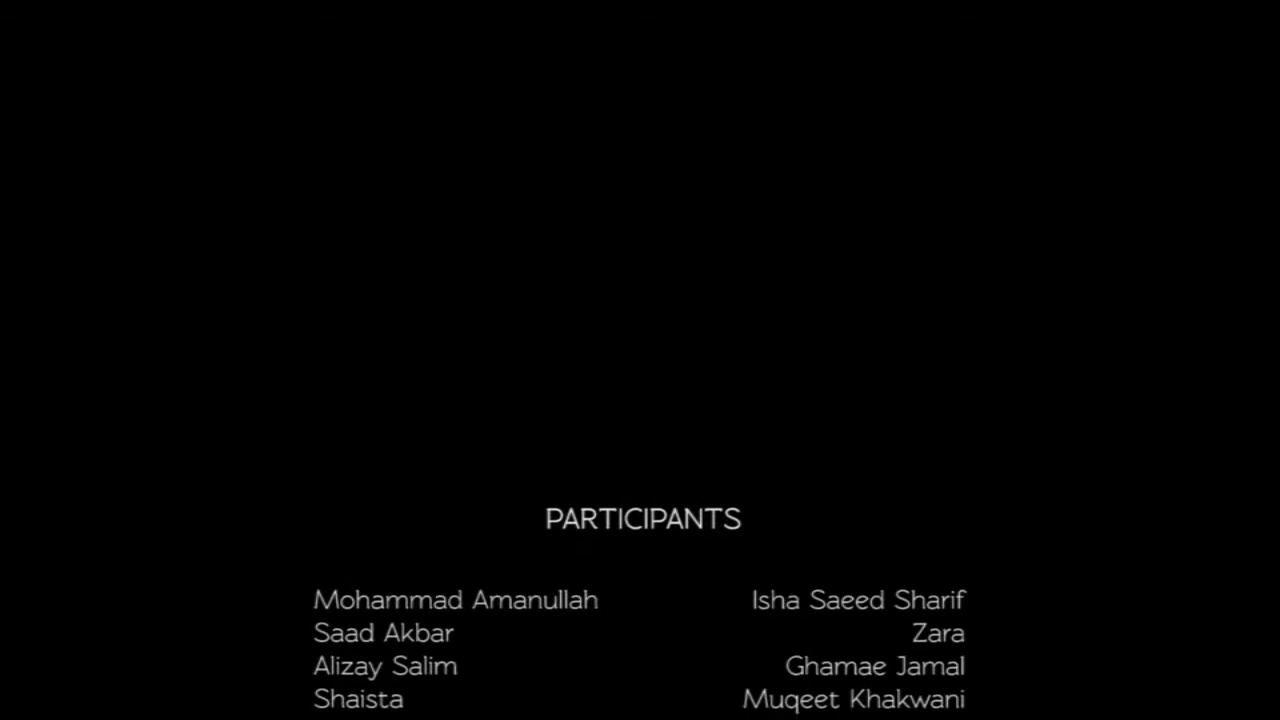 PARTICIPANTS
Mohammad Amanullah Isha Saeed Sharif
Saad Akbar Zara
Alizay Salim Ghamae Jamal
Shaista Muqeet Khakwani